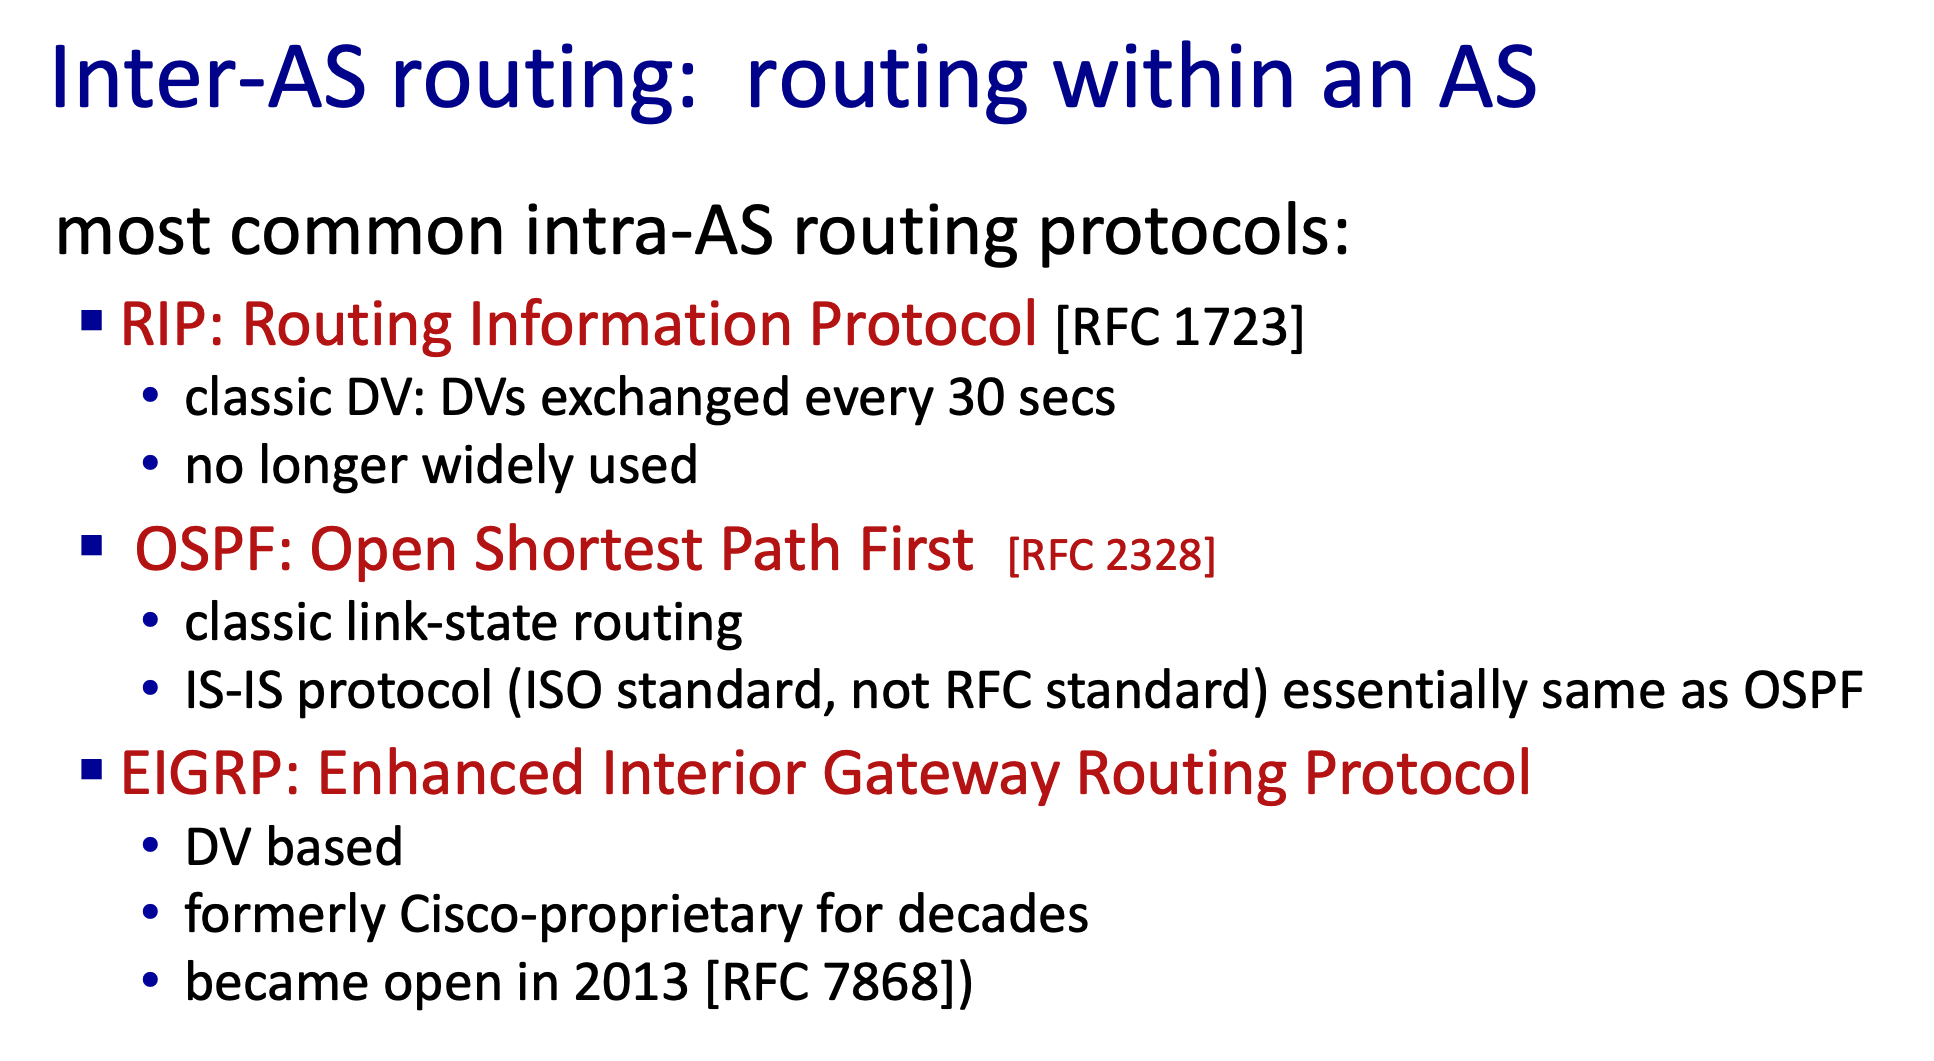 Inter-AS routing: routing within an AS
most common intra-AS routing protocols:
▪ RIP: Routing Information Protocol [RFC 1723]
• classic DV: DVs exchanged every 30 secs
• no longer widely used
▪ OSPF: Open Shortest Path First [RFC 2328]
• classic link-state routing
• IS-IS protocol (ISO standard, not RFC standard) essentially same as OSPF
▪ EIGRP: Enhanced Interior Gateway Routing Protocol
• DV based
• formerly Cisco-proprietary for decades
• became open in 2013 [RFC 7868])